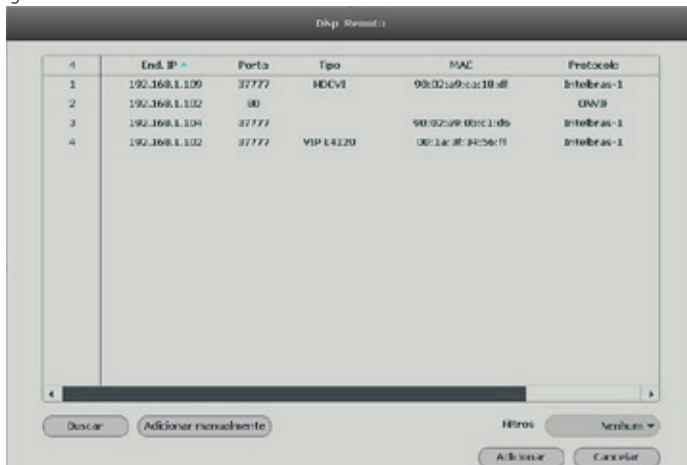 Disp. Remoto
4 End. IP Porta Tipo MAC Protocolo
1 192.168.1.109 37777 HDCVI Intelbras-1
2 192.168.1.102 80 ONVIF
3 192.168.1.104 37777 Intelbras-1
4 192.168.1.102 37777 Intelbras-1
Buscar Adicionar manualmente Filtros Nenhum
Adicionar Cancelar